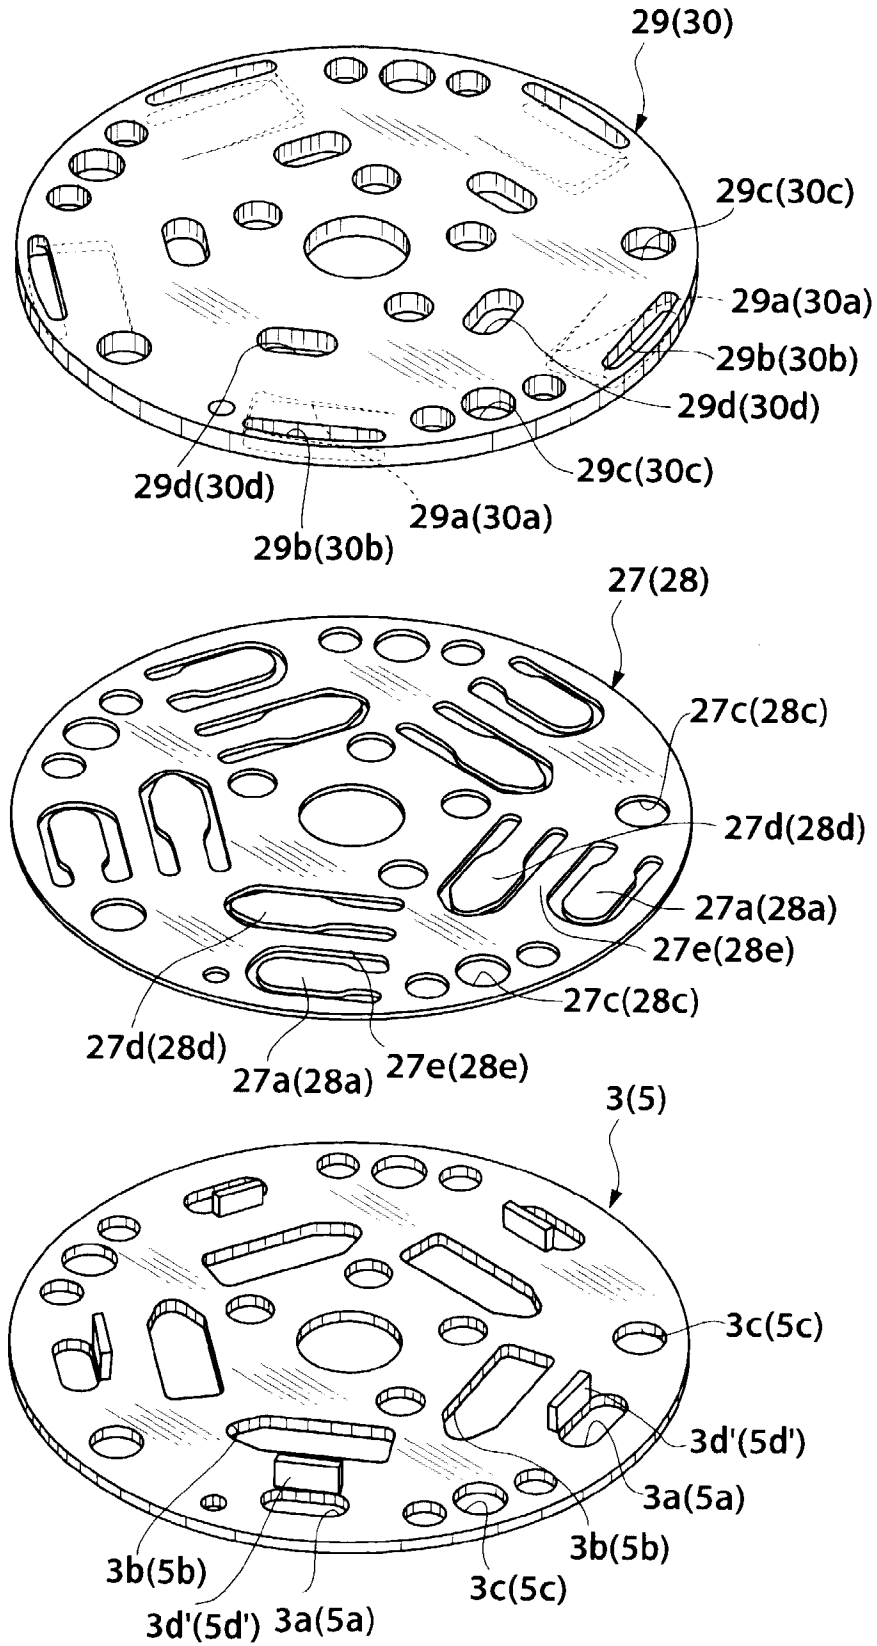 29(30)
29c(30c)
29a(30a)
29b(30b)
29d(30d)
29c(30c)
29d(30d)
29a(30a)
29b(30b)
27(28)
27c(28c)
27d(28d)
27a(28a)
27e(28e)
27c(28c)
27d(28d)
27a(28a) 27e(28e)
3(5)
3c(5c)
3d'(5d')
3a(5a)
3b(5b)
3b(5b) 3c(5c)
3d'(5d') 3a(5a)